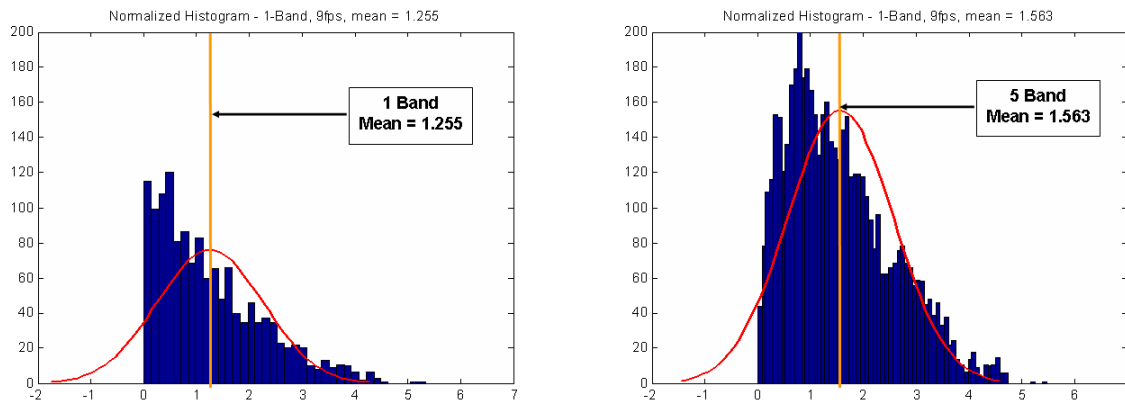 Normalized Histogram - 1-Band, 9fps, mean = 1.255
200
180
160
140
120
100
80
60
40
20
0
-2 -1 0 1 2 3 4 5 6 7
1 Band
Mean = 1.255
Normalized Histogram - 1-Band, 9fps, mean = 1.563
200
180
160
140
120
100
80
60
40
20
0
-2 -1 0 1 2 3 4 5 6
5 Band
Mean = 1.563